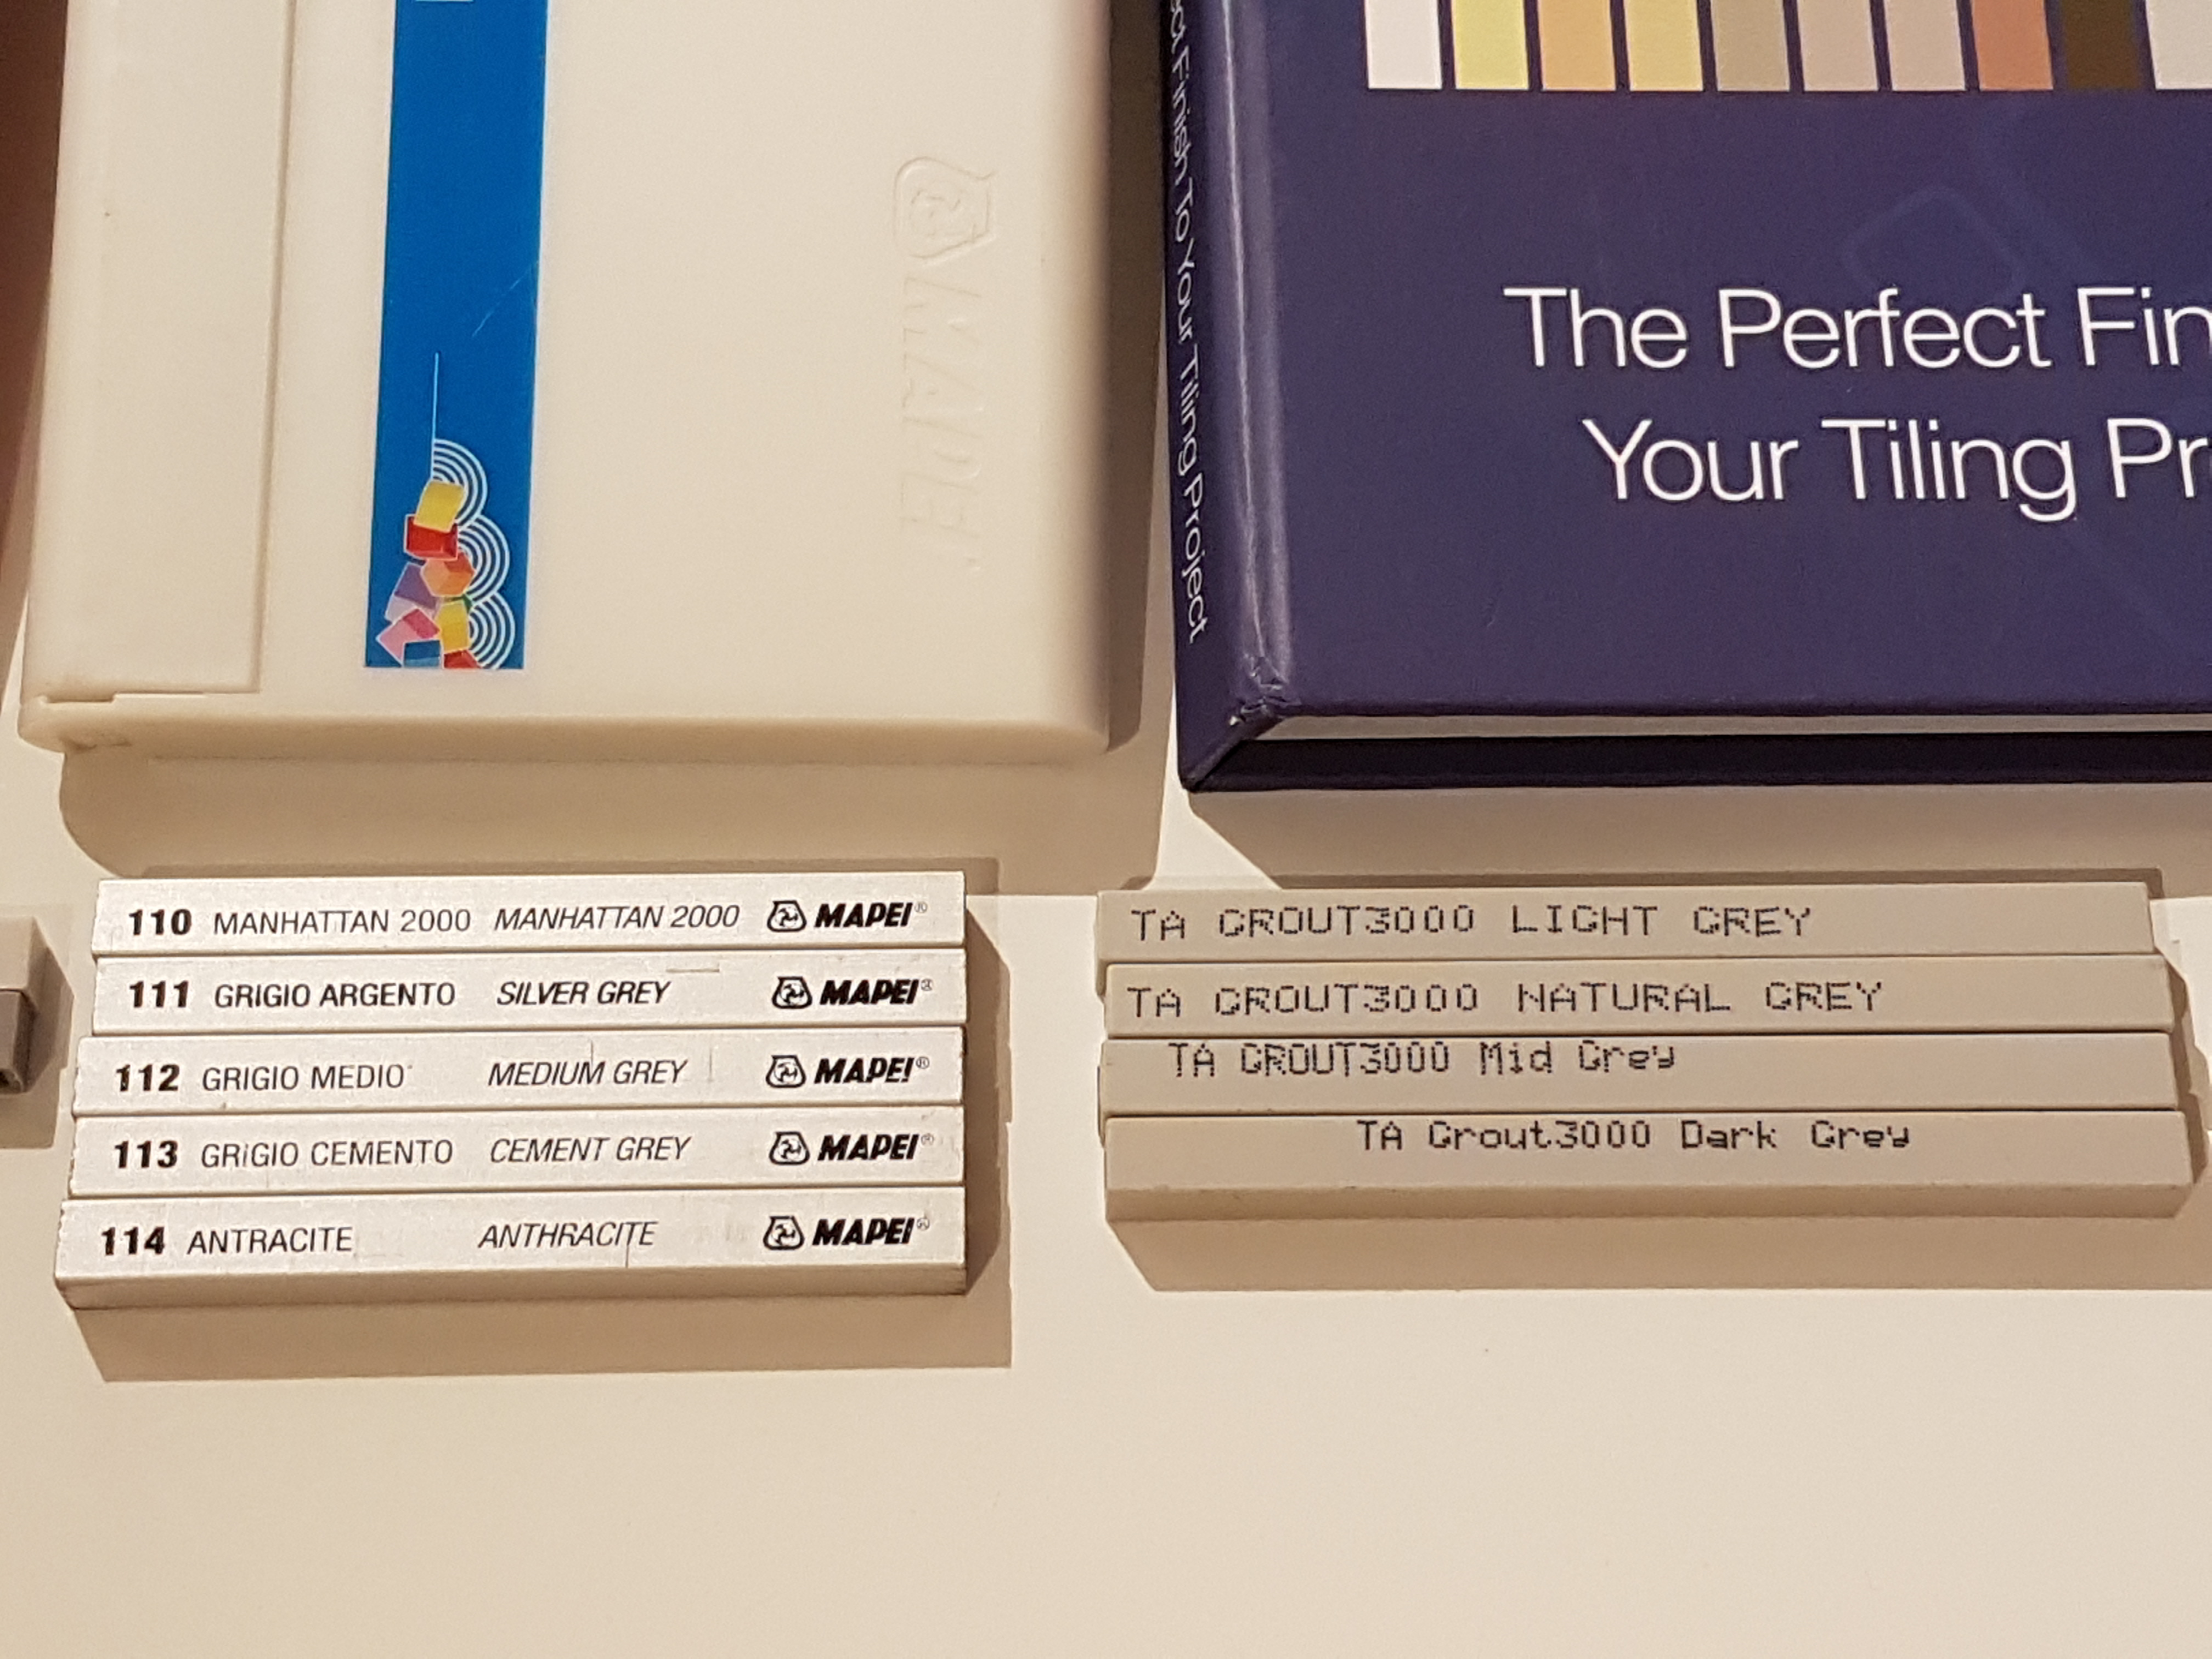 MAPEI
ect Finish To Your Tiling Project
The Perfect Fin
Your Tiling Pr
110 MANHATTAN 2000 MANHATTAN 2000 MAPEI®
111 GRIGIO ARGENTO SILVER GREY MAPEI®
112 GRIGIO MEDIO MEDIUM GREY MAPEI®
113 GRIGIO CEMENTO CEMENT GREY MAPEI®
114 ANTRACITE ANTHRACITE MAPEI®
TA GROUT3000 LIGHT GREY
TA GROUT3000 NATURAL GREY
TA GROUT3000 Mid Grey
TA Grout3000 Dark Grey